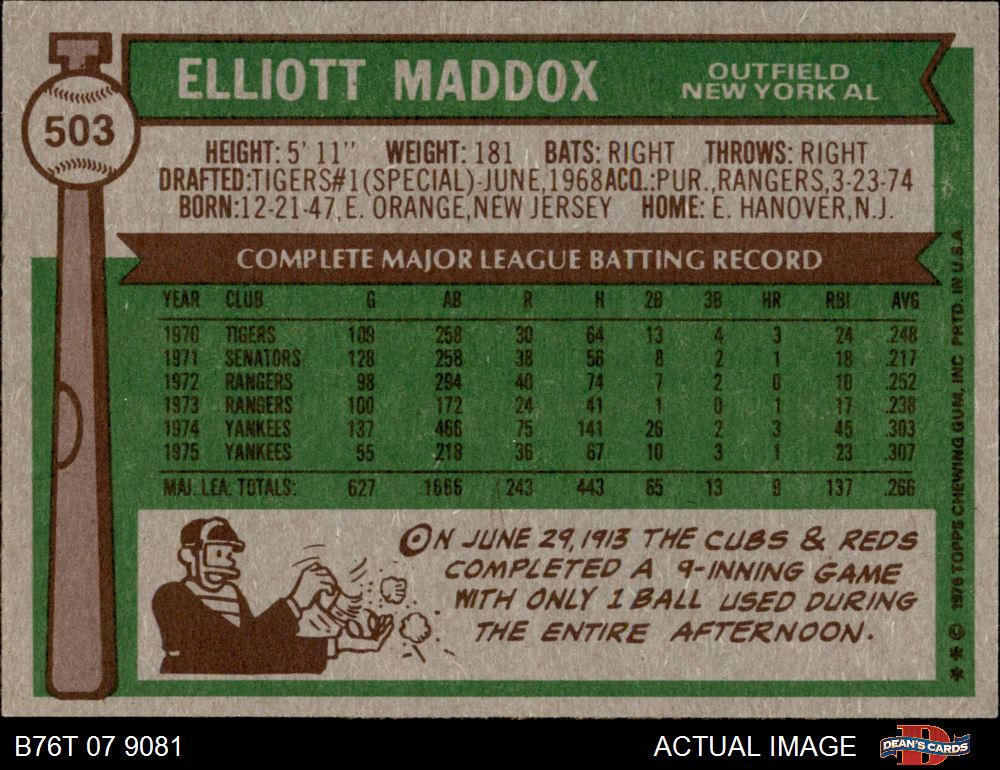 503
ELLIOTT MADDOX
OUTFIELD
NEW YORK AL
HEIGHT: 5' 11" WEIGHT: 181 BATS: RIGHT THROWS: RIGHT
DRAFTED:TIGERS#1(SPECIAL)-JUNE,1968 ACQ.:PUR.,RANGERS,3-23-74
BORN:12-21-47,E. ORANGE,NEW JERSEY HOME: E. HANOVER,N.J.
COMPLETE MAJOR LEAGUE BATTING RECORD
YEAR CLUB G AB R H 2B 3B HR RBI AVG
1970 TIGERS 109 258 30 64 13 4 3 24 .248
1971 SENATORS 128 258 38 56 8 2 1 18 .217
1972 RANGERS 98 294 40 74 7 2 0 10 .252
1973 RANGERS 100 172 24 41 1 0 1 17 .238
1974 YANKEES 137 466 75 141 26 2 3 45 .303
1975 YANKEES 55 218 36 67 10 3 1 23 .307
MAJ. LEA. TOTALS: 627 1666 243 443 65 13 9 137 .266
ON JUNE 29, 1913 THE CUBS & REDS
COMPLETED A 9-INNING GAME
WITH ONLY 1 BALL USED DURING
THE ENTIRE AFTERNOON.
* * © 1976 TOPPS CHEWING GUM, INC PRTD. IN U.S.A
B76T 07 9081
ACTUAL IMAGE
DEAN'S CARDS